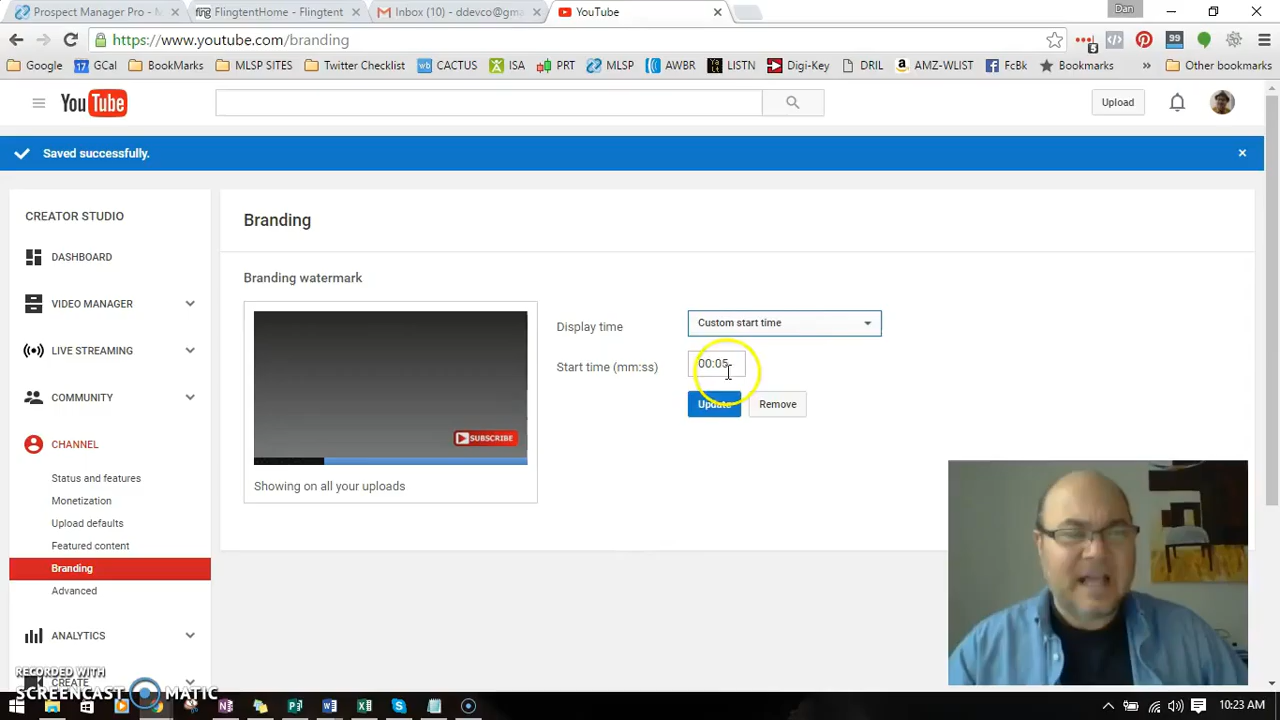 Prospect Manager Pro - M
FlingtentHome - Flingtent
Inbox (10) - ddevco@gma
YouTube
Dan
https://www.youtube.com/branding
5
99
Google
GCal
BookMarks
MLSP SITES
Twitter Checklist
CACTUS
ISA
PRT
MLSP
AWBR
LISTN
Digi-Key
DRIL
AMZ-WLIST
FcBk
Bookmarks
»
Other bookmarks
YouTube
Upload
Saved successfully.
×
CREATOR STUDIO
DASHBOARD
VIDEO MANAGER
LIVE STREAMING
COMMUNITY
CHANNEL
Status and features
Monetization
Upload defaults
Featured content
Branding
Advanced
ANALYTICS
CREATE
Branding
Branding watermark
SUBSCRIBE
Showing on all your uploads
Display time
Custom start time
Start time (mm:ss)
00:05
Update
Remove
RECORDED WITH
SCREENCAST MATIC
10:23 AM